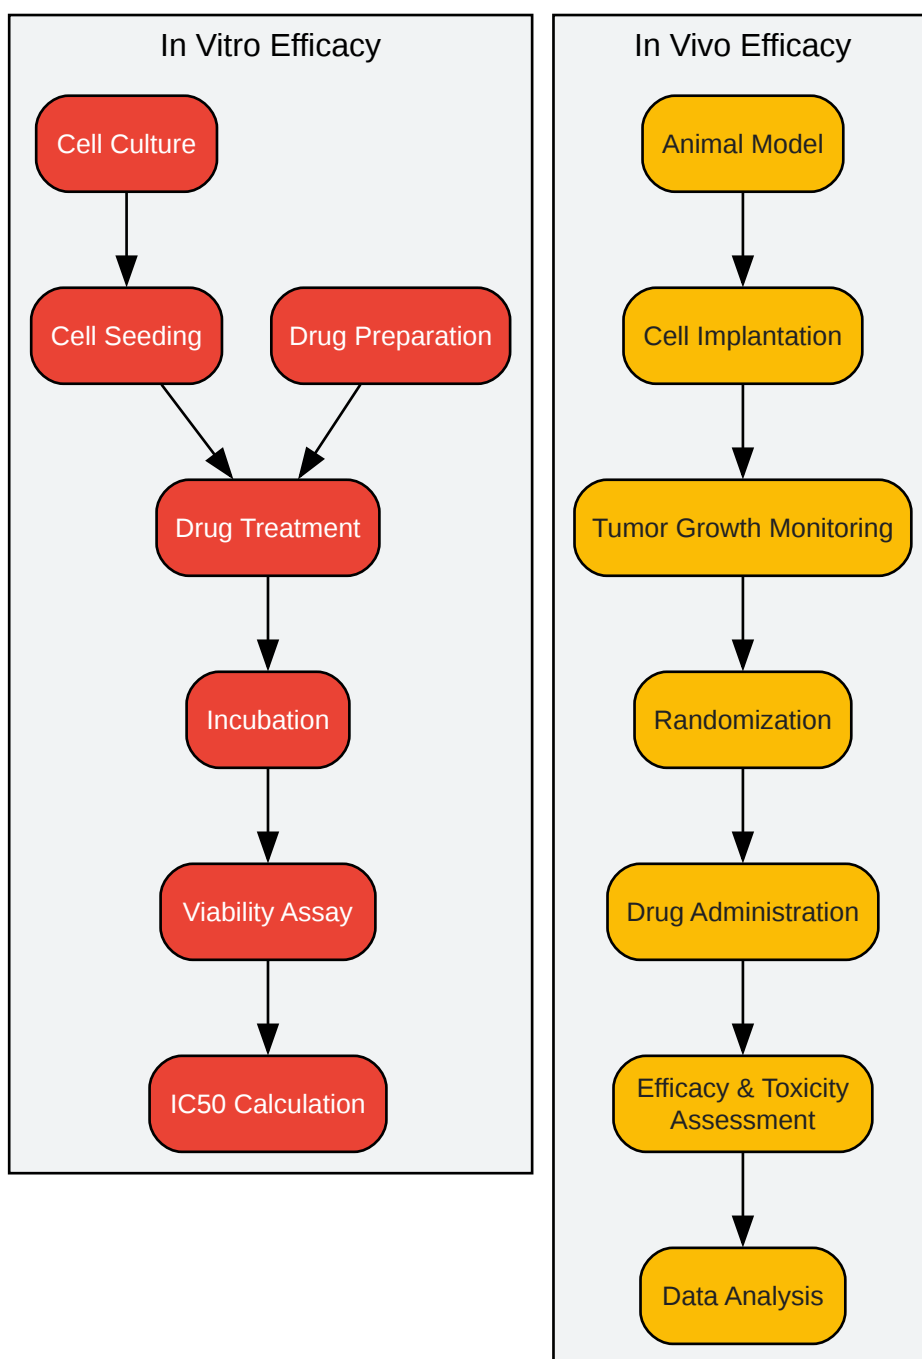 In Vitro Efficacy
Cell Culture
Cell Seeding
Drug Preparation
Drug Treatment
Incubation
Viability Assay
IC50 Calculation
In Vivo Efficacy
Animal Model
Cell Implantation
Tumor Growth Monitoring
Randomization
Drug Administration
Efficacy & Toxicity
Assessment
Data Analysis